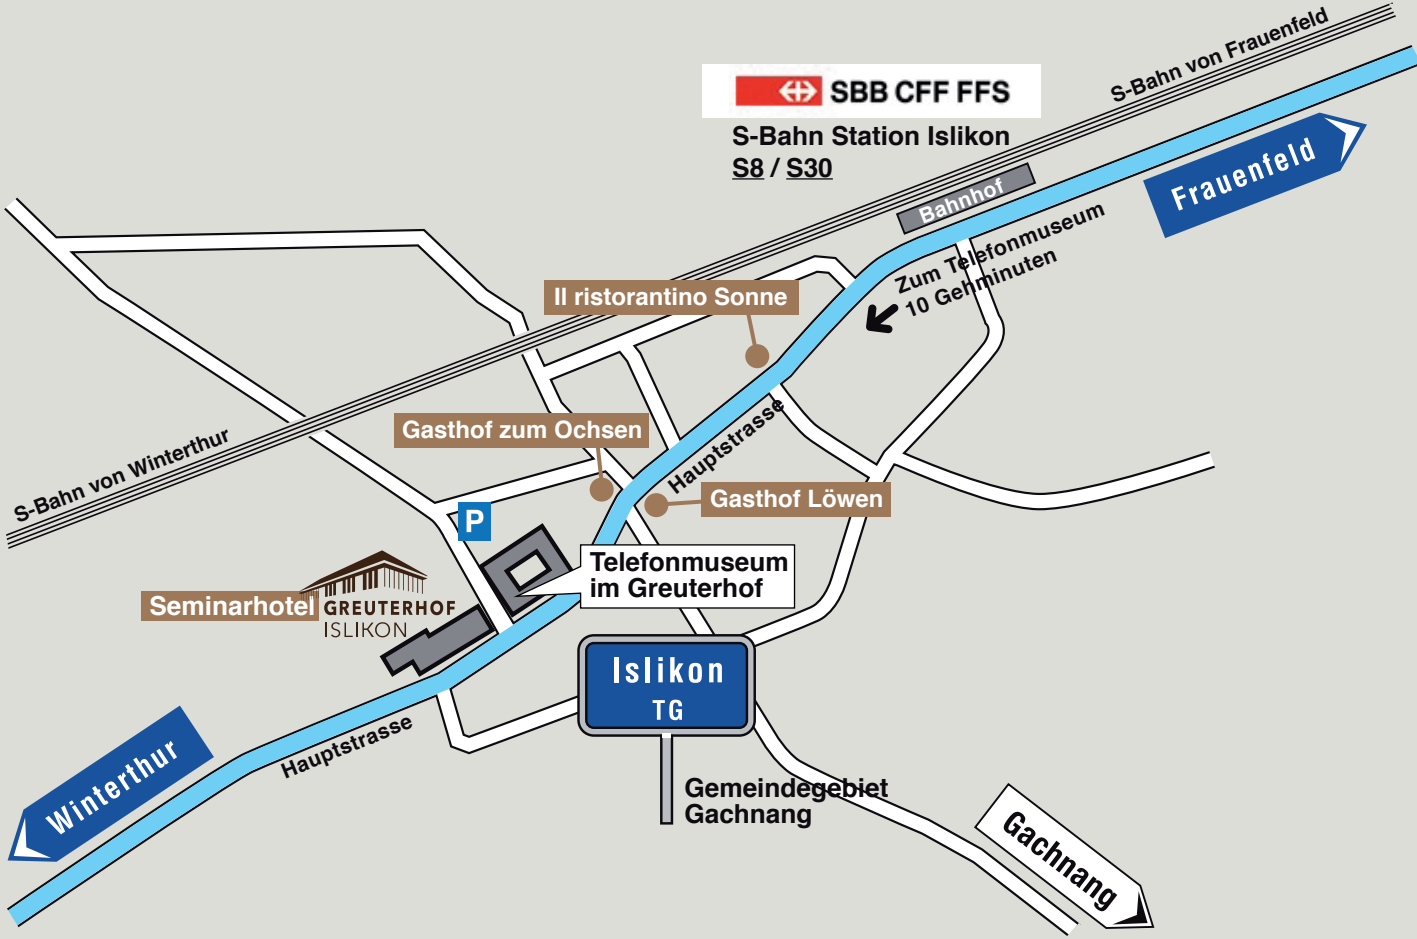 S-Bahn von Frauenfeld
SBB CFF FFS
S-Bahn Station Islikon
S8 / S30
Frauenfeld
Bahnhof
Zum Telefonmuseum
10 Gehminuten
Il ristorantino Sonne
Hauptstrasse
Gasthof zum Ochsen
S-Bahn von Winterthur
Gasthof Löwen
P
Telefonmuseum
im Greuterhof
Seminarhotel
GREUTERHOF
ISLIKON
Islikon
TG
Hauptstrasse
Winterthur
Gemeindegebiet
Gachnang
Gachnang